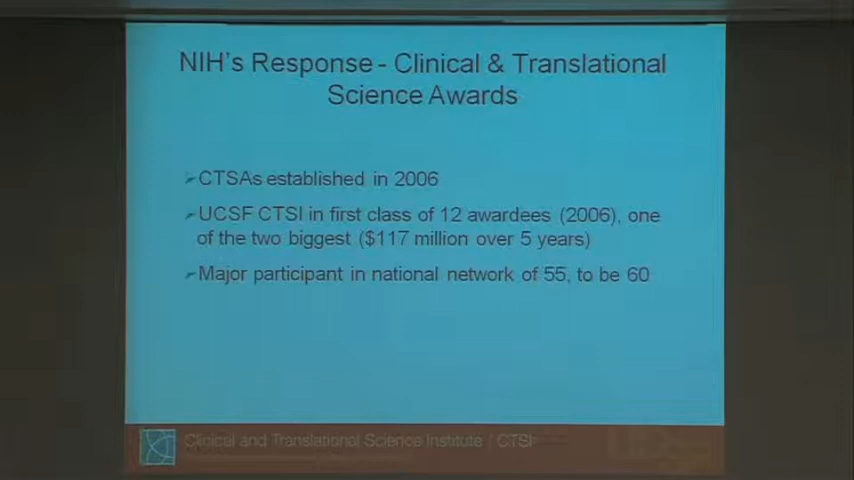 NIH's Response - Clinical & Translational
Science Awards
CTSAs established in 2006
UCSF CTSI in first class of 12 awardees (2006), one
of the two biggest ($117 million over 5 years)
Major participant in national network of 55, to be 60
Clinical and Translational Science Institute / CTSI